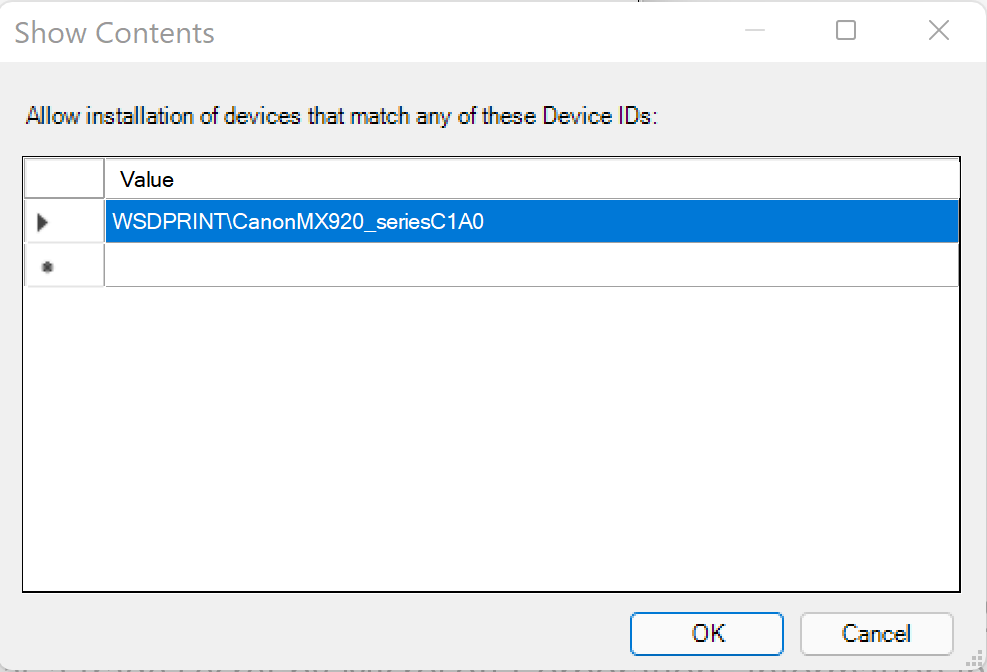 Show Contents
Allow installation of devices that match any of these Device IDs:
Value
WSDPRINT\CanonMX920_seriesC1A0
OK
Cancel